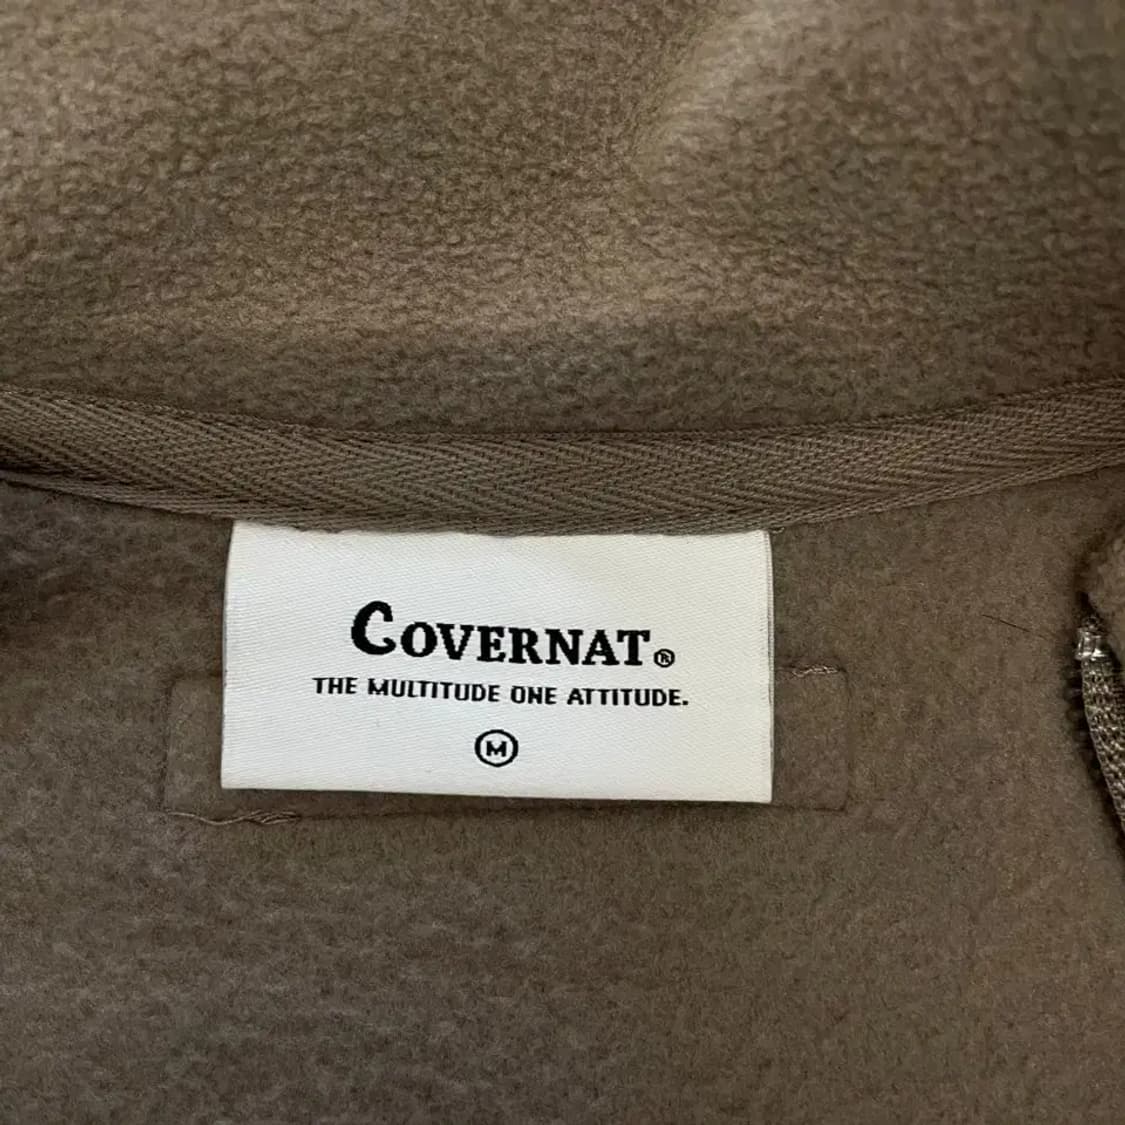 COVERNAT®
THE MULTITUDE ONE ATTITUDE.
M